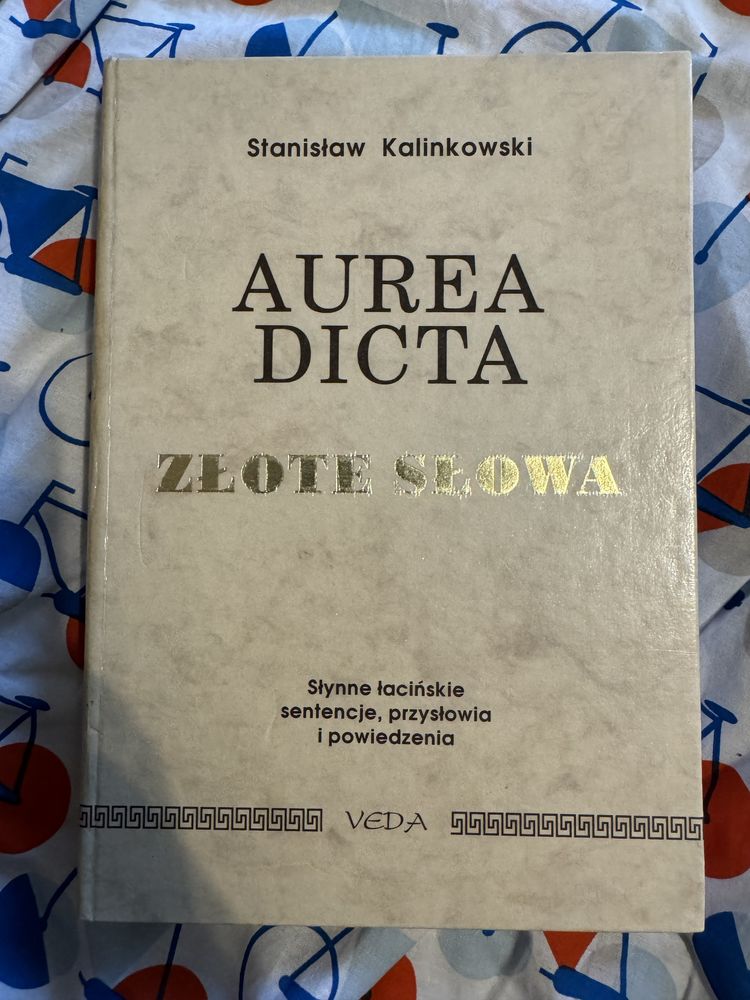 Stanisław Kalinkowski
AUREA
DICTA
ZŁOTE SŁOWA
Słynne łacińskie
sentencje, przysłowia
i powiedzenia
VEDA